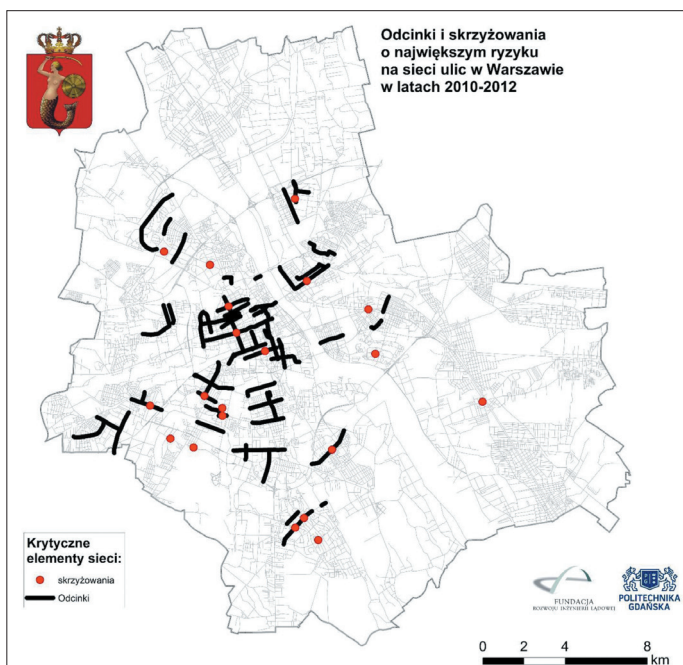 Odcinki i skrzyżowania
o największym ryzyku
na sieci ulic w Warszawie
w latach 2010-2012
Krytyczne
elementy sieci:
skrzyżowania
Odcinki
FUNDACJA
ROZWOJU INŻYNIERII LĄDOWEJ
POLITECHNIKA
GDAŃSKA
0 2 4 8
km